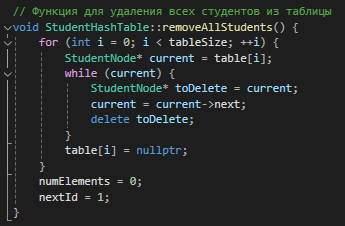 // Функция для удаления всех студентов из таблицы
void StudentHashTable::removeAllStudents() {
    for (int i = 0; i < tableSize; ++i) {
        StudentNode* current = table[i];
        while (current) {
            StudentNode* toDelete = current;
            current = current->next;
            delete toDelete;
        }
        table[i] = nullptr;
    }
    numElements = 0;
    nextId = 1;
}